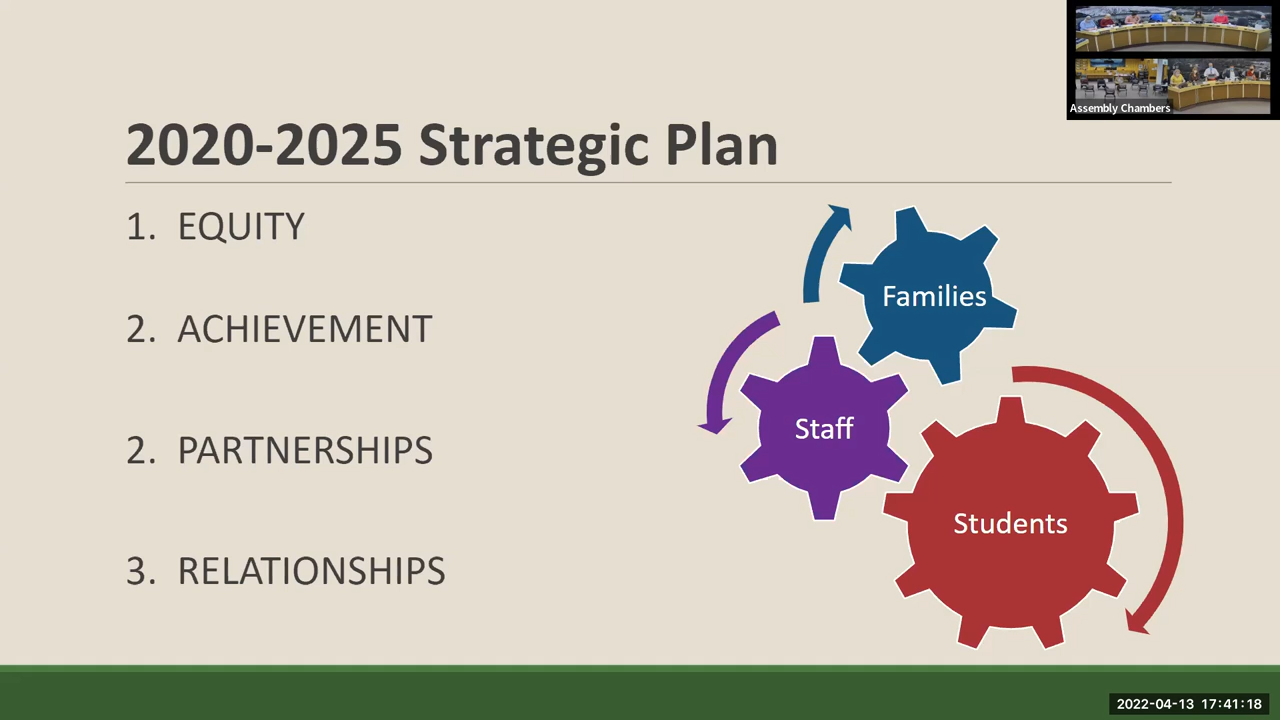 Assembly Chambers
2020-2025 Strategic Plan
1. EQUITY
2. ACHIEVEMENT
2. PARTNERSHIPS
3. RELATIONSHIPS
Families
Staff
Students
2022-04-13 17:41:18